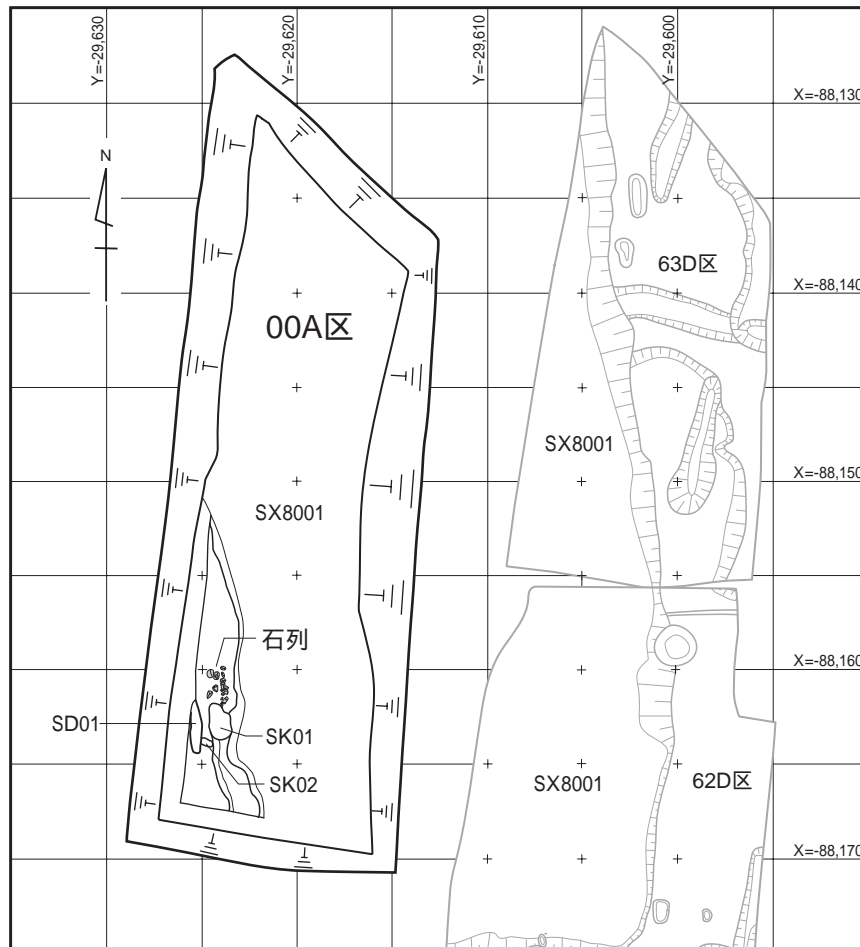 Y=-29,630
Y=-29,620
Y=-29,610
Y=-29,600
X=-88,130
N
63D区
X=-88,140
00A区
SX8001
X=-88,150
SX8001
石列
X=-88,160
SD01
SK01
SK02
SX8001
62D区
X=-88,170